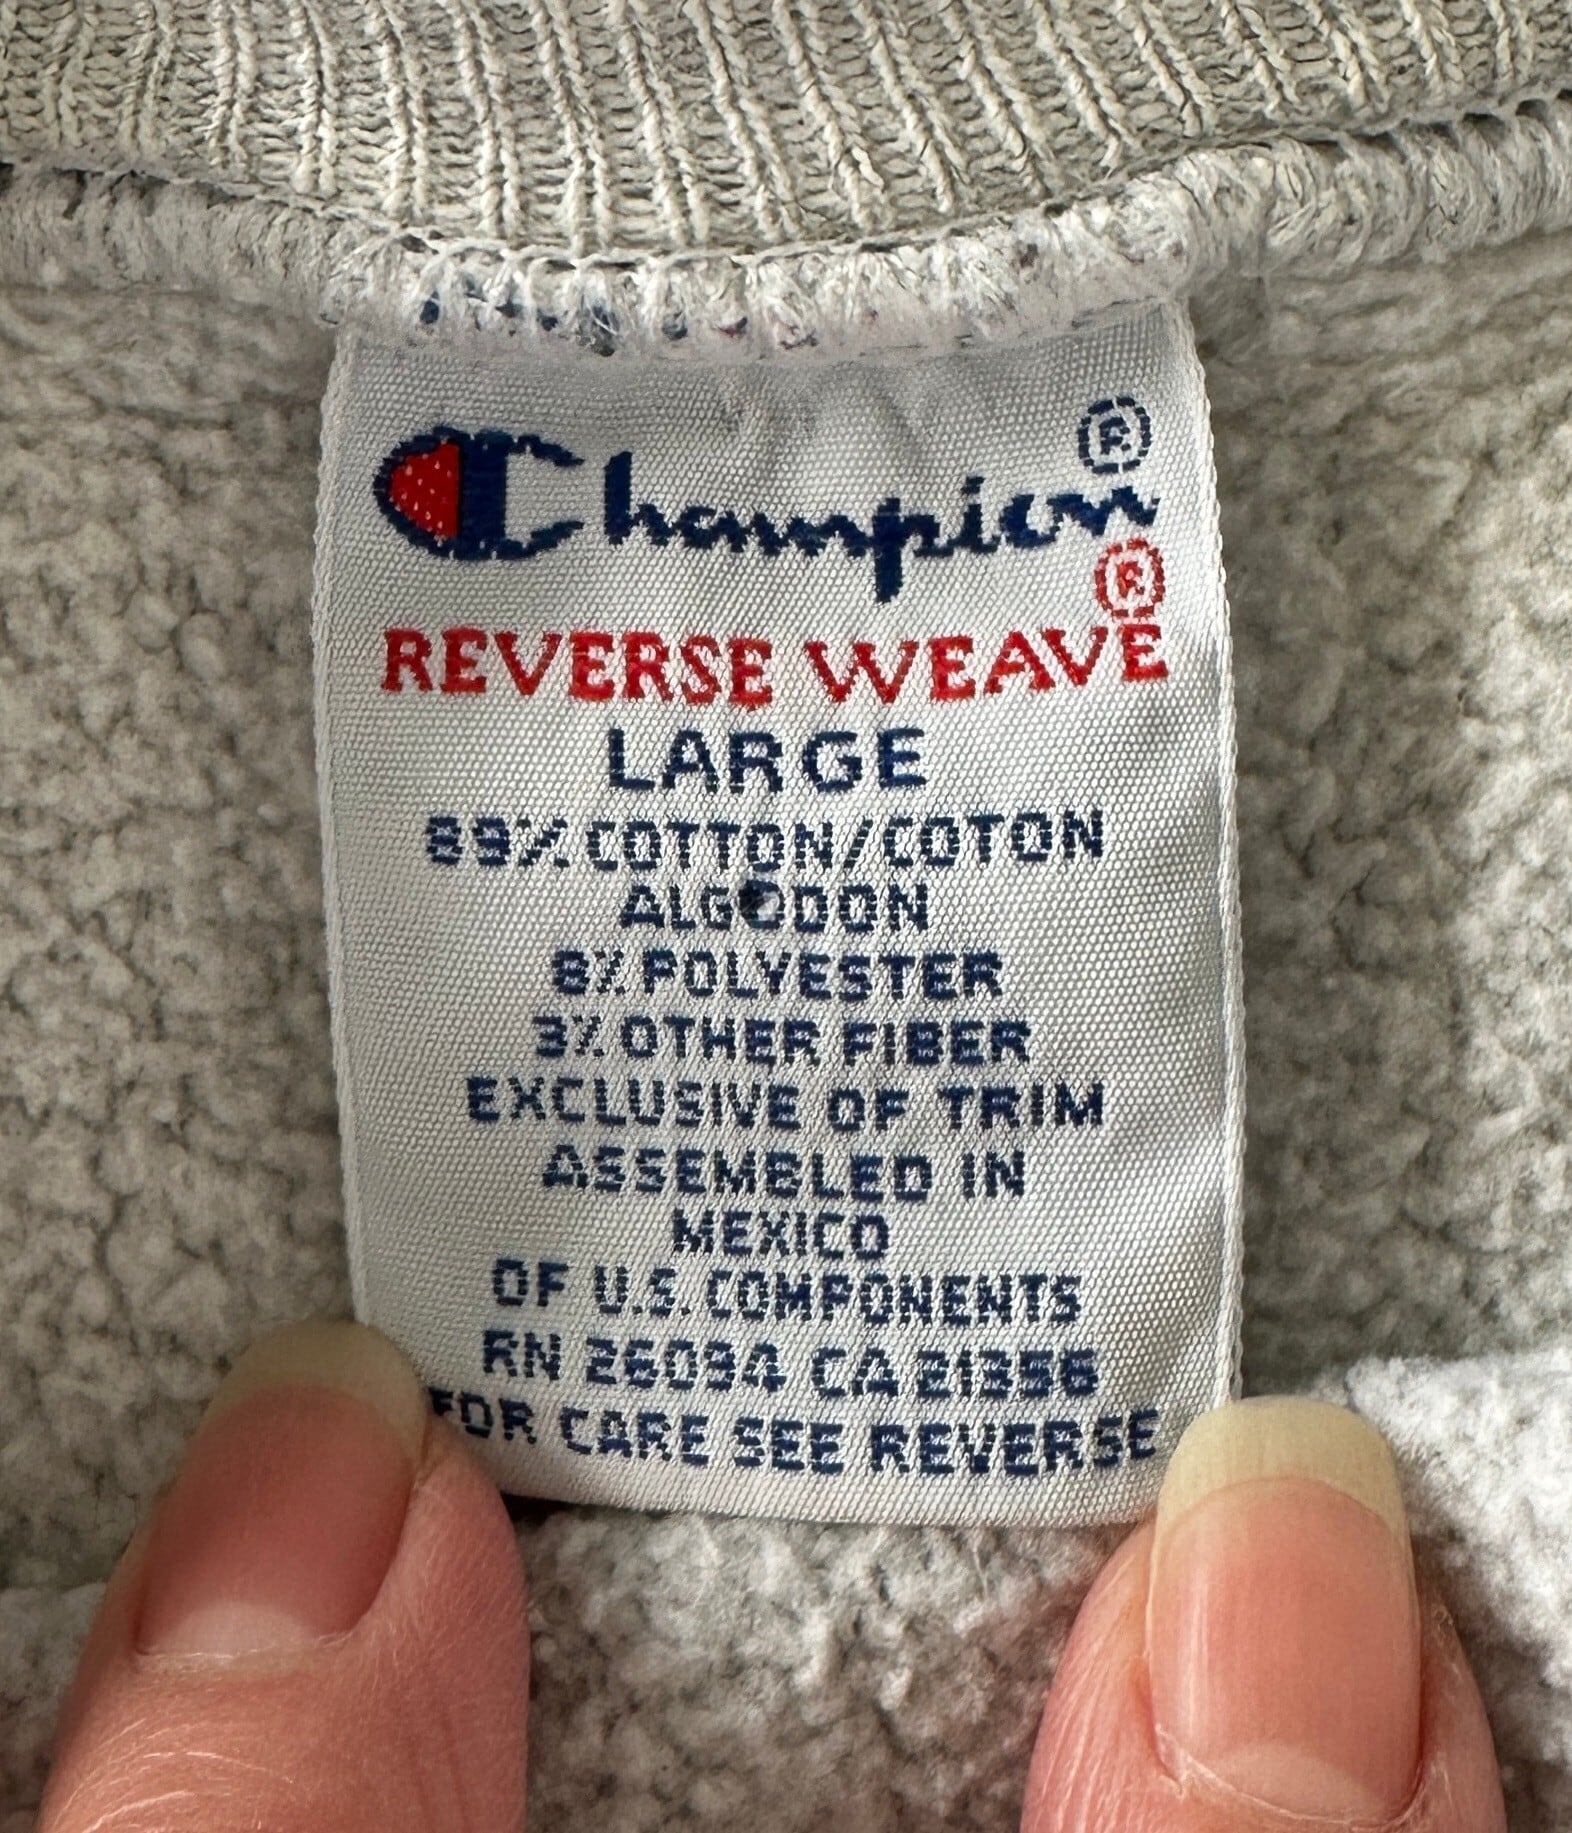 Champion®
REVERSE WEAVE®
LARGE
89% COTTON/COTON
ALGODON
8% POLYESTER
3% OTHER FIBER
EXCLUSIVE OF TRIM
ASSEMBLED IN
MEXICO
OF U.S. COMPONENTS
RN 26094 CA 21356
FOR CARE SEE REVERSE